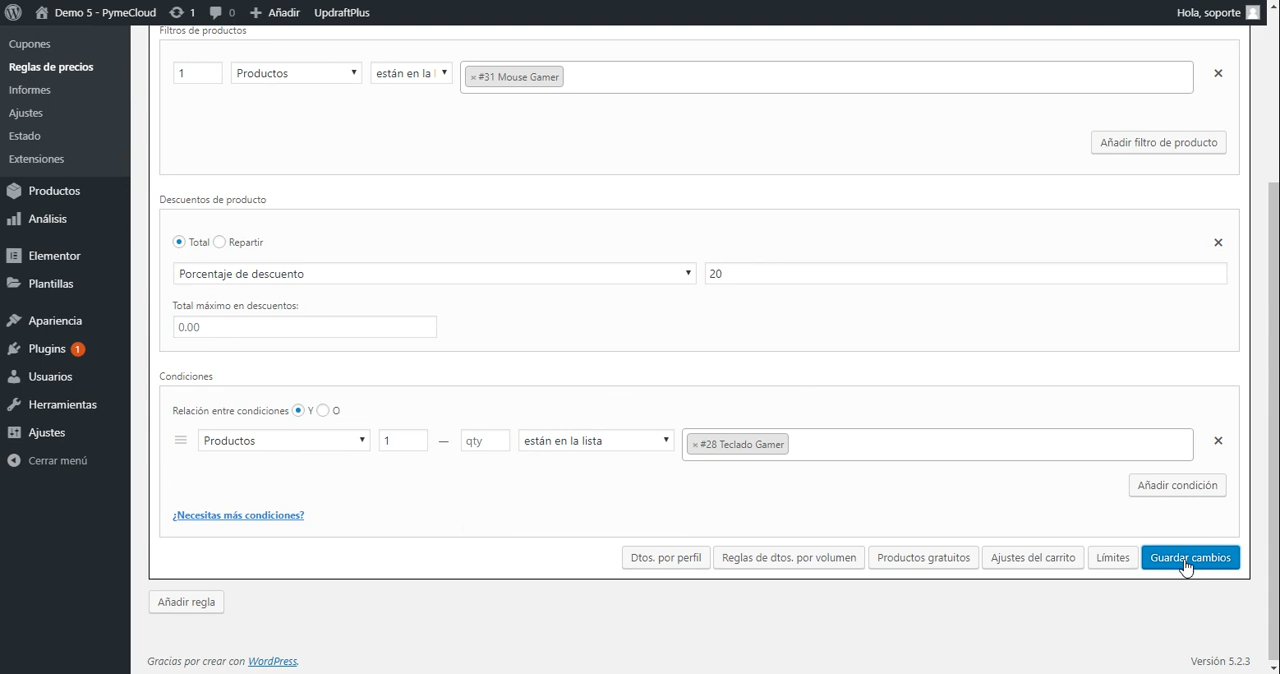 Demo 5 - PymeCloud 1 0 Añadir UpdraftPlus Hola, soporte
Cupones
Reglas de precios
Informes
Ajustes
Estado
Extensiones
Productos
Análisis
Elementor
Plantillas
Apariencia
Plugins 1
Usuarios
Herramientas
Ajustes
Cerrar menú
Filtros de productos
1 Productos están en la × #31 Mouse Gamer
Añadir filtro de producto
Descuentos de producto
Total Repartir
Porcentaje de descuento 20
Total máximo en descuentos:
0.00
Condiciones
Relación entre condiciones Y O
Productos 1 — qty están en la lista × #28 Teclado Gamer
Añadir condición
¿Necesitas más condiciones?
Dtos. por perfil Reglas de dtos. por volumen Productos gratuitos Ajustes del carrito Límites Guardar cambios
Añadir regla
Gracias por crear con WordPress. Versión 5.2.3